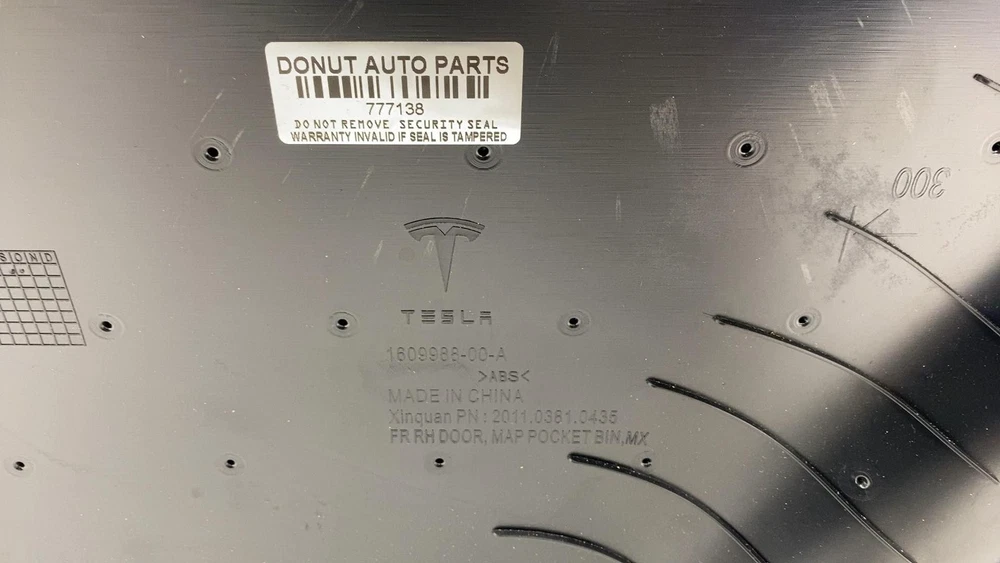 DONUT AUTO PARTS
777138
DO NOT REMOVE SECURITY SEAL
WARRANTY INVALID IF SEAL IS TAMPERED
300
S O N D
TESLA
1609988-00-A
>ABS<
MADE IN CHINA
Xinquan PN : 2011.0381.0435
FR RH DOOR, MAP POCKET BIN,MX